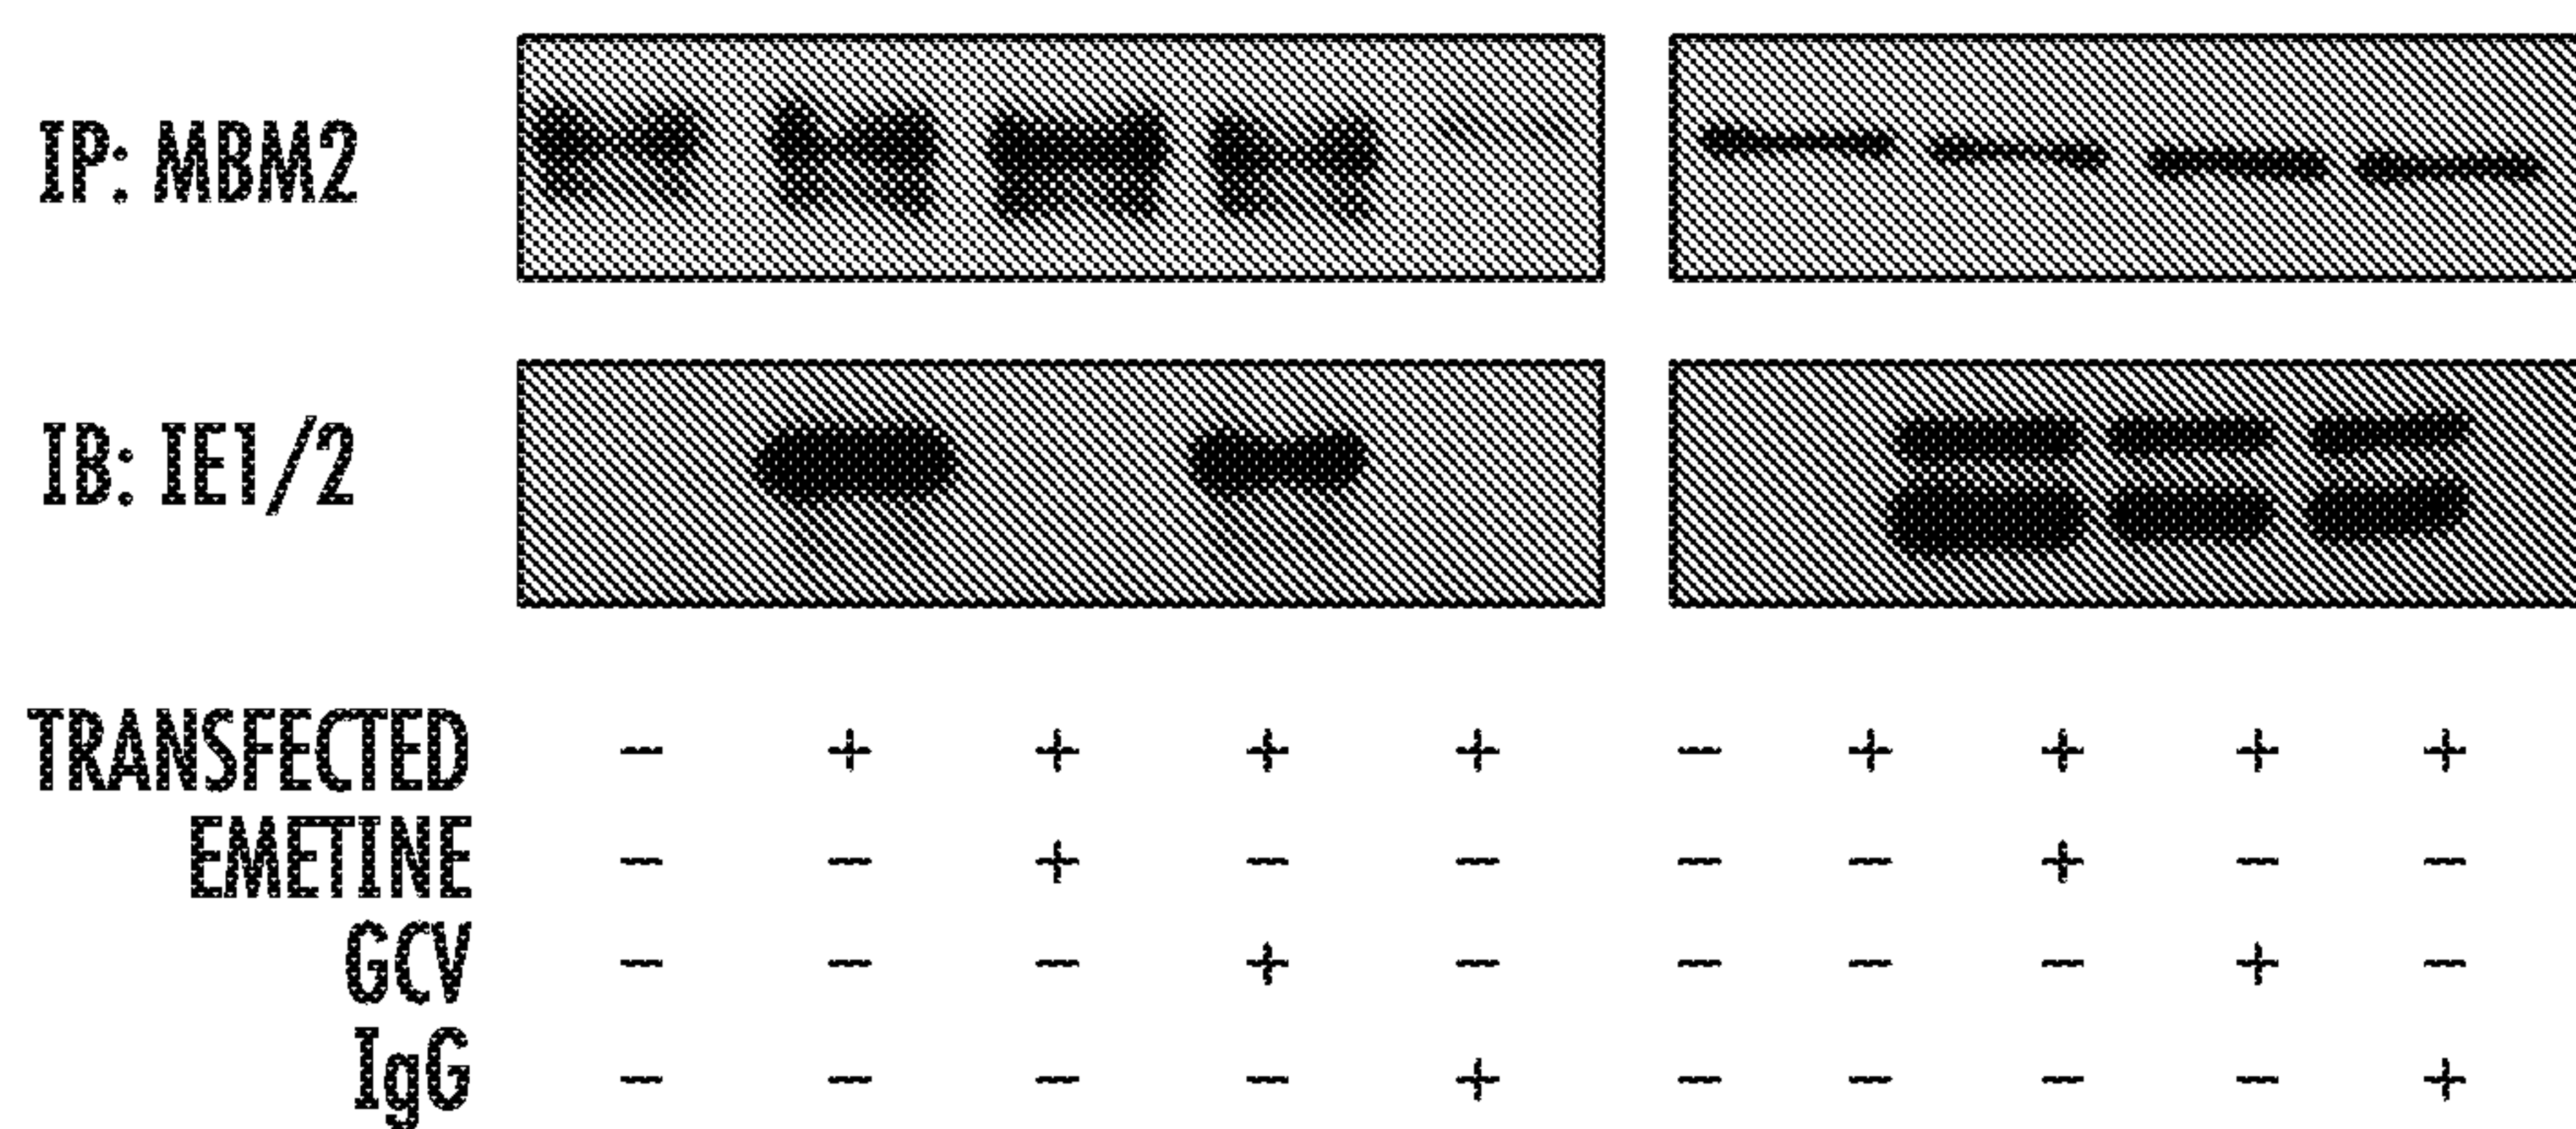 IP: MBM2
IB: IE1/2
TRANSFECTED − + + + + − + + + +
EMETINE − − + − − − − + − −
GCV − − − + − − − − + −
IgG − − − − + − − − − +